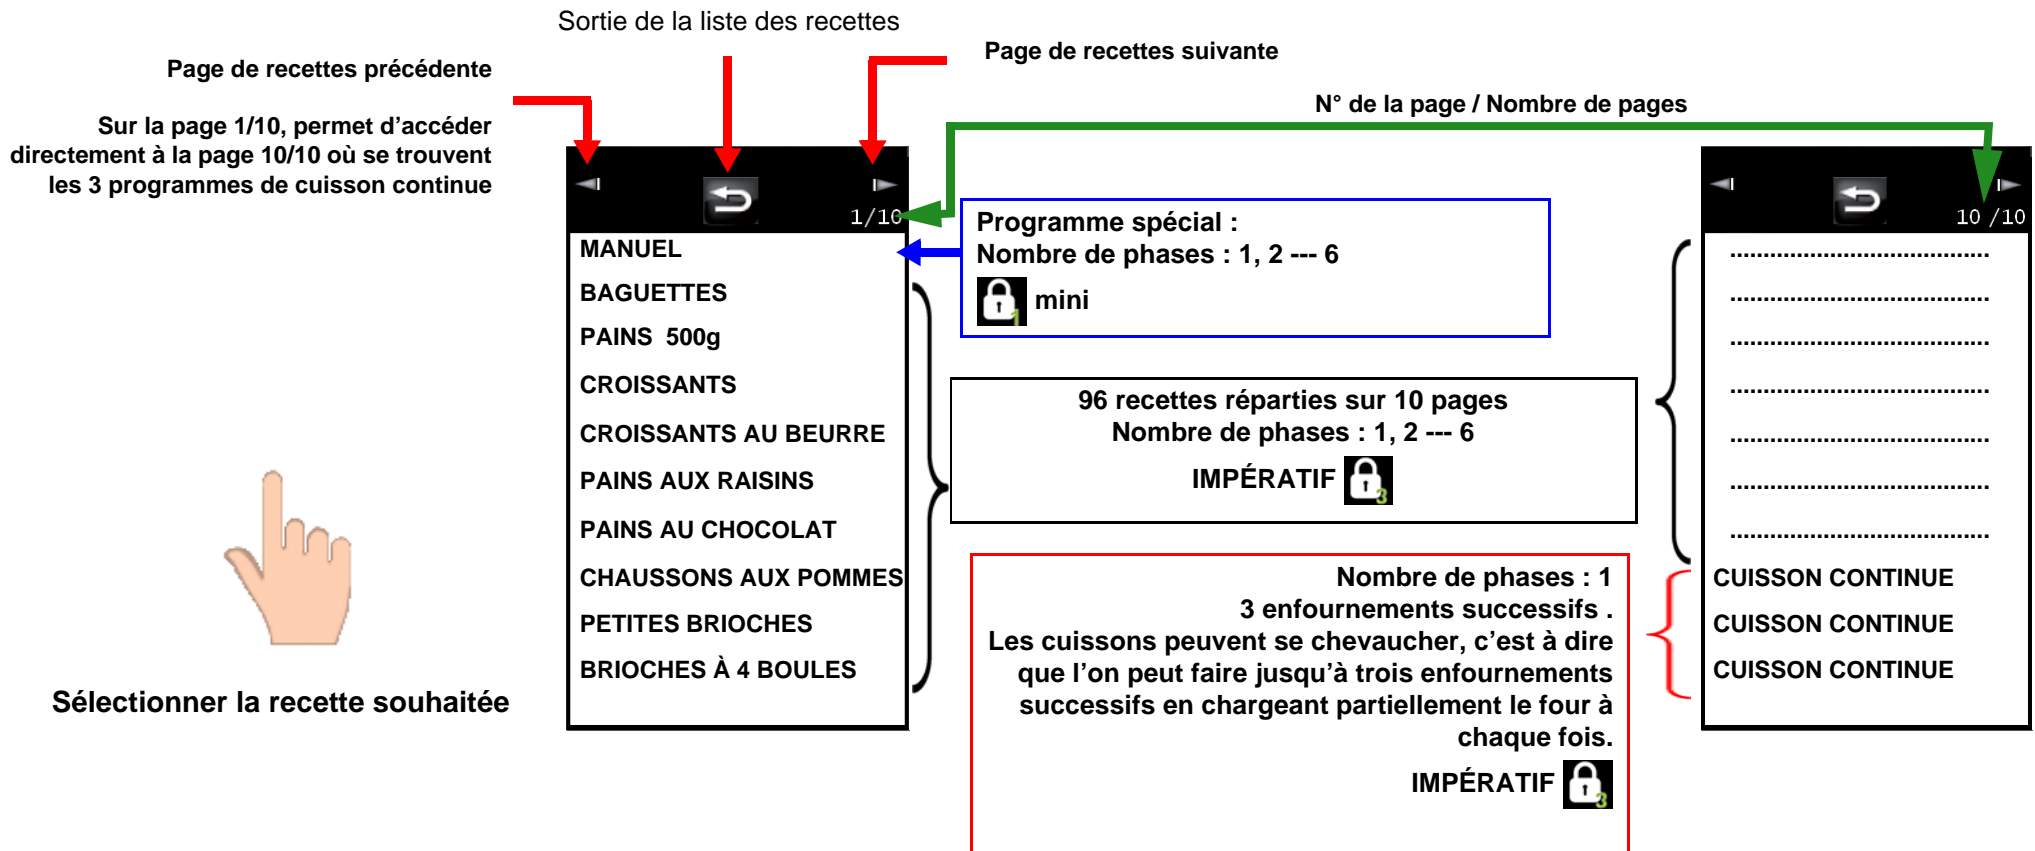 Sortie de la liste des recettes
Page de recettes précédente
Sur la page 1/10, permet d'accéder
directement à la page 10/10 où se trouvent
les 3 programmes de cuisson continue
Page de recettes suivante
N° de la page / Nombre de pages
1/10
MANUEL
BAGUETTES
PAINS 500g
CROISSANTS
CROISSANTS AU BEURRE
PAINS AUX RAISINS
PAINS AU CHOCOLAT
CHAUSSONS AUX POMMES
PETITES BRIOCHES
BRIOCHES À 4 BOULES
Sélectionner la recette souhaitée
Programme spécial :
Nombre de phases : 1, 2 --- 6
1 mini
96 recettes réparties sur 10 pages
Nombre de phases : 1, 2 --- 6
IMPÉRATIF 3
Nombre de phases : 1
3 enfournements successifs .
Les cuissons peuvent se chevaucher, c'est à dire
que l'on peut faire jusqu'à trois enfournements
successifs en chargeant partiellement le four à
chaque fois.
IMPÉRATIF 3
10 /10
.......................................
.......................................
.......................................
.......................................
.......................................
.......................................
.......................................
CUISSON CONTINUE
CUISSON CONTINUE
CUISSON CONTINUE